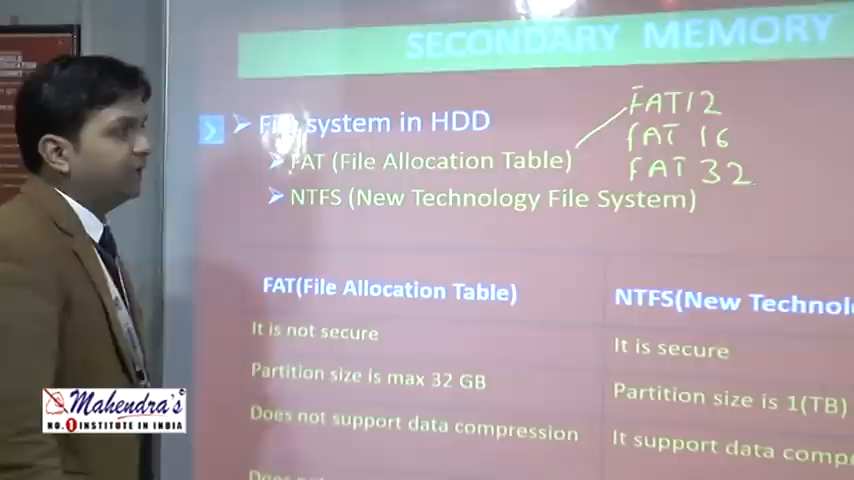 SECONDARY MEMORY
File system in HDD
FAT (File Allocation Table)
NTFS (New Technology File System)
FAT12
FAT 16
FAT 32
FAT(File Allocation Table)
NTFS(New Technolo
It is not secure
It is secure
Partition size is max 32 GB
Partition size is 1(TB)
Does not support data compression
It support data compre
Does
Mahendra's
NO.1 INSTITUTE IN INDIA